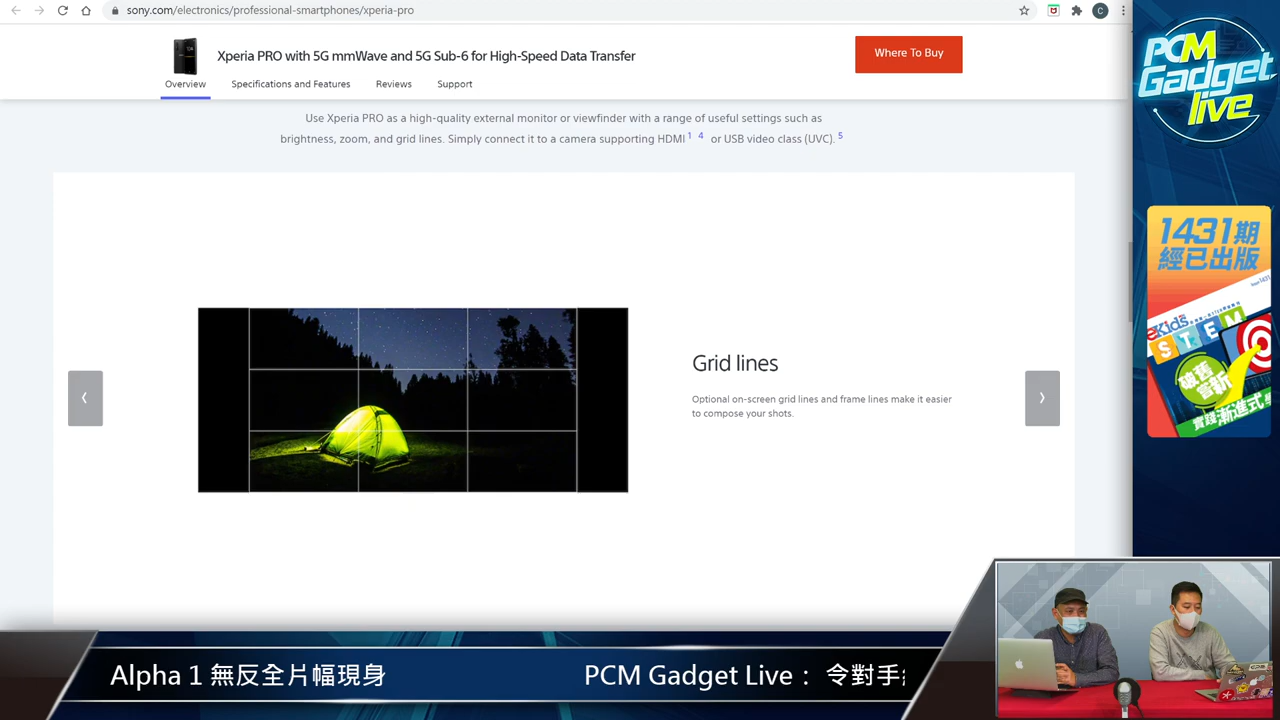 sony.com/electronics/professional-smartphones/xperia-pro
C
Xperia PRO with 5G mmWave and 5G Sub-6 for High-Speed Data Transfer
Where To Buy
Overview
Specifications and Features
Reviews
Support
Use Xperia PRO as a high-quality external monitor or viewfinder with a range of useful settings such as
brightness, zoom, and grid lines. Simply connect it to a camera supporting HDMI 1 4 or USB video class (UVC). 5
Grid lines
Optional on-screen grid lines and frame lines make it easier
to compose your shots.
PCM
Gadget
live
1431期
經已出版
eKids
STEM
破舊
習新
Alpha 1 無反全片幅現身
PCM Gadget Live： 令對手